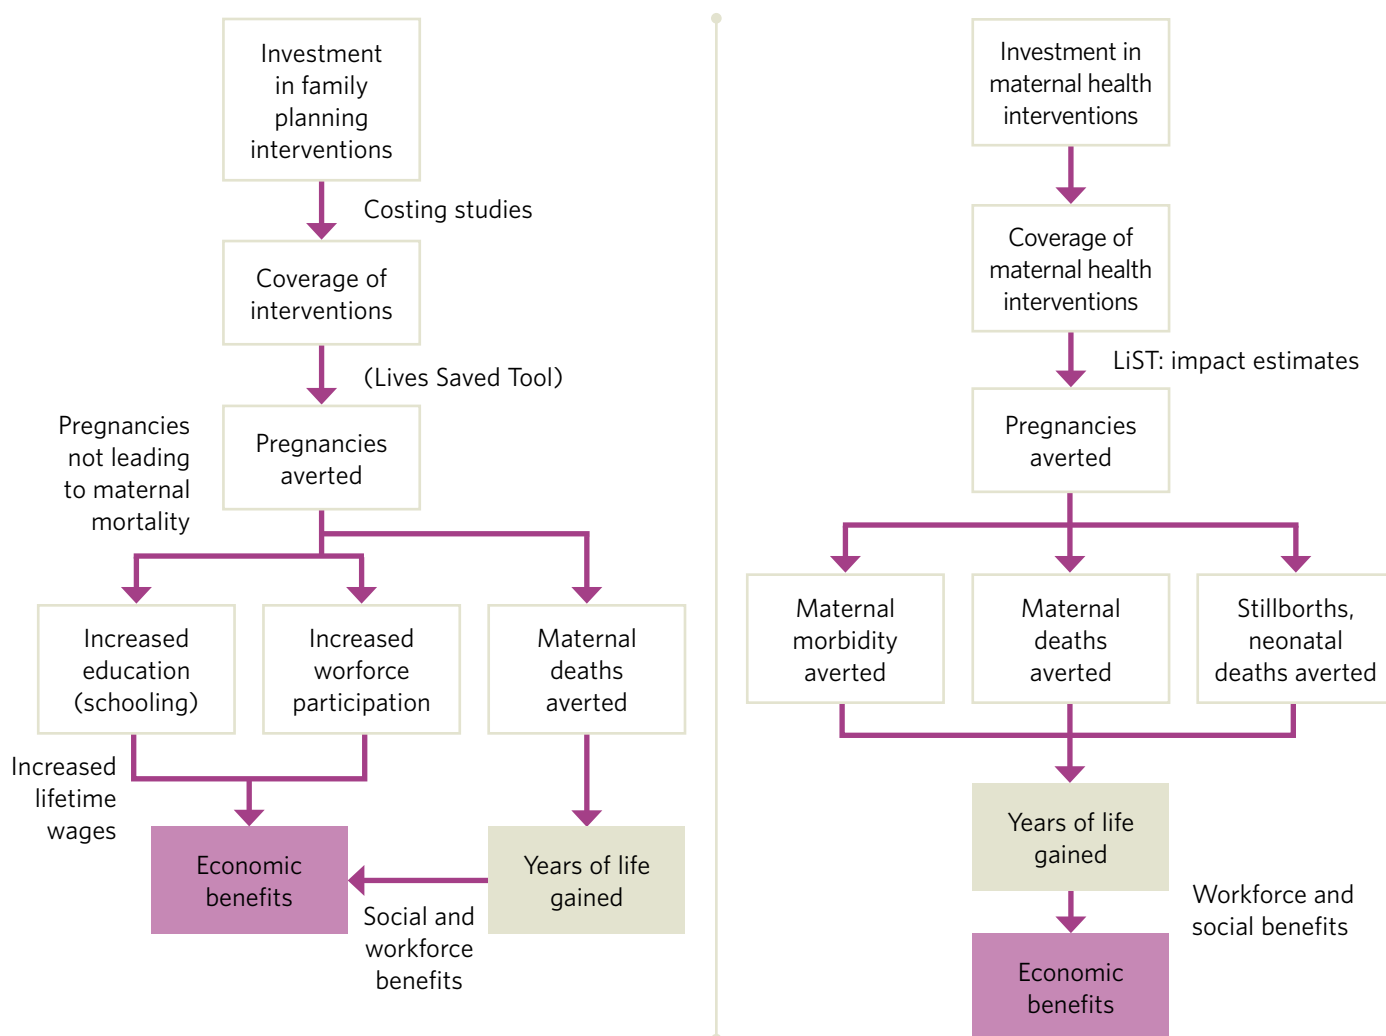 Investment
in family
planning
interventions
Costing studies
Coverage of
interventions
(Lives Saved Tool)
Pregnancies
not leading
to maternal
mortality
Pregnancies
averted
Increased
education
(schooling)
Increased
worforce
participation
Maternal
deaths
averted
Increased
lifetime
wages
Economic
benefits
Social and
workforce
benefits
Years of life
gained
Investment in
maternal health
interventions
Coverage of
maternal health
interventions
LiST: impact estimates
Pregnancies
averted
Maternal
morbidity
averted
Maternal
deaths
averted
Stillborths,
neonatal
deaths averted
Years of life
gained
Workforce and
social benefits
Economic
benefits